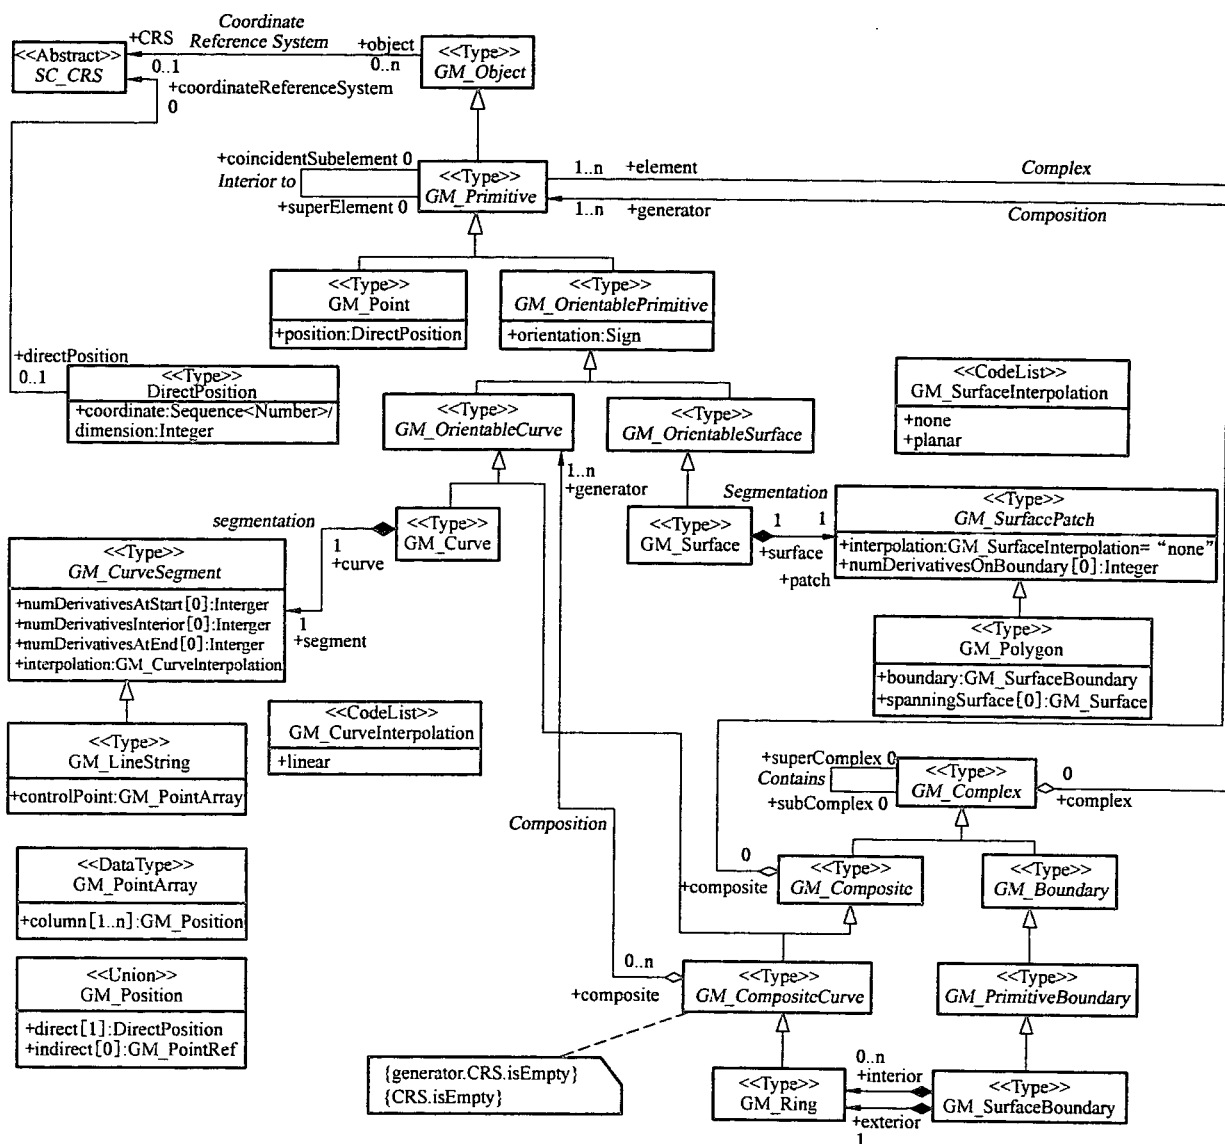 Coordinate
Reference System
+CRS
0..1
+object
0..n
<<Abstract>>
SC_CRS
<<Type>>
GM_Object
+coordinateReferenceSystem
0
+coincidentSubelement 0
Interior to
+superElement 0
<<Type>>
GM_Primitive
1..n
+element
Complex
1..n
+generator
Composition
<<Type>>
GM_Point
+position:DirectPosition
<<Type>>
GM_OrientablePrimitive
+orientation:Sign
+directPosition
0..1
<<Type>>
DirectPosition
+coordinate:Sequence<Number>/
dimension:Integer
<<Type>>
GM_OrientableCurve
<<Type>>
GM_OrientableSurface
<<CodeList>>
GM_SurfaceInterpolation
+none
+planar
1..n
+generator
segmentation
<<Type>>
GM_Curve
1
+curve
1
+segment
<<Type>>
GM_Surface
Segmentation
1
1
+surface
+patch
<<Type>>
GM_SurfacePatch
+interpolation:GM_SurfaceInterpolation= “none”
+numDerivativesOnBoundary[0]:Integer
<<Type>>
GM_CurveSegment
+numDerivativesAtStart[0]:Interger
+numDerivativesInterior[0]:Interger
+numDerivativesAtEnd[0]:Interger
+interpolation:GM_CurveInterpolation
<<Type>>
GM_Polygon
+boundary:GM_SurfaceBoundary
+spanningSurface[0]:GM_Surface
<<Type>>
GM_LineString
+controlPoint:GM_PointArray
<<CodeList>>
GM_CurveInterpolation
+linear
+superComplex 0
Contains
+subComplex 0
<<Type>>
GM_Complex
0
+complex
Composition
<<DataType>>
GM_PointArray
+column[1..n]:GM_Position
0
+composite
<<Type>>
GM_Composite
<<Type>>
GM_Boundary
<<Union>>
GM_Position
+direct[1]:DirectPosition
+indirect[0]:GM_PointRef
0..n
+composite
<<Type>>
GM_CompositeCurve
<<Type>>
GM_PrimitiveBoundary
{generator.CRS.isEmpty}
{CRS.isEmpty}
<<Type>>
GM_Ring
0..n
+interior
+exterior
1
<<Type>>
GM_SurfaceBoundary